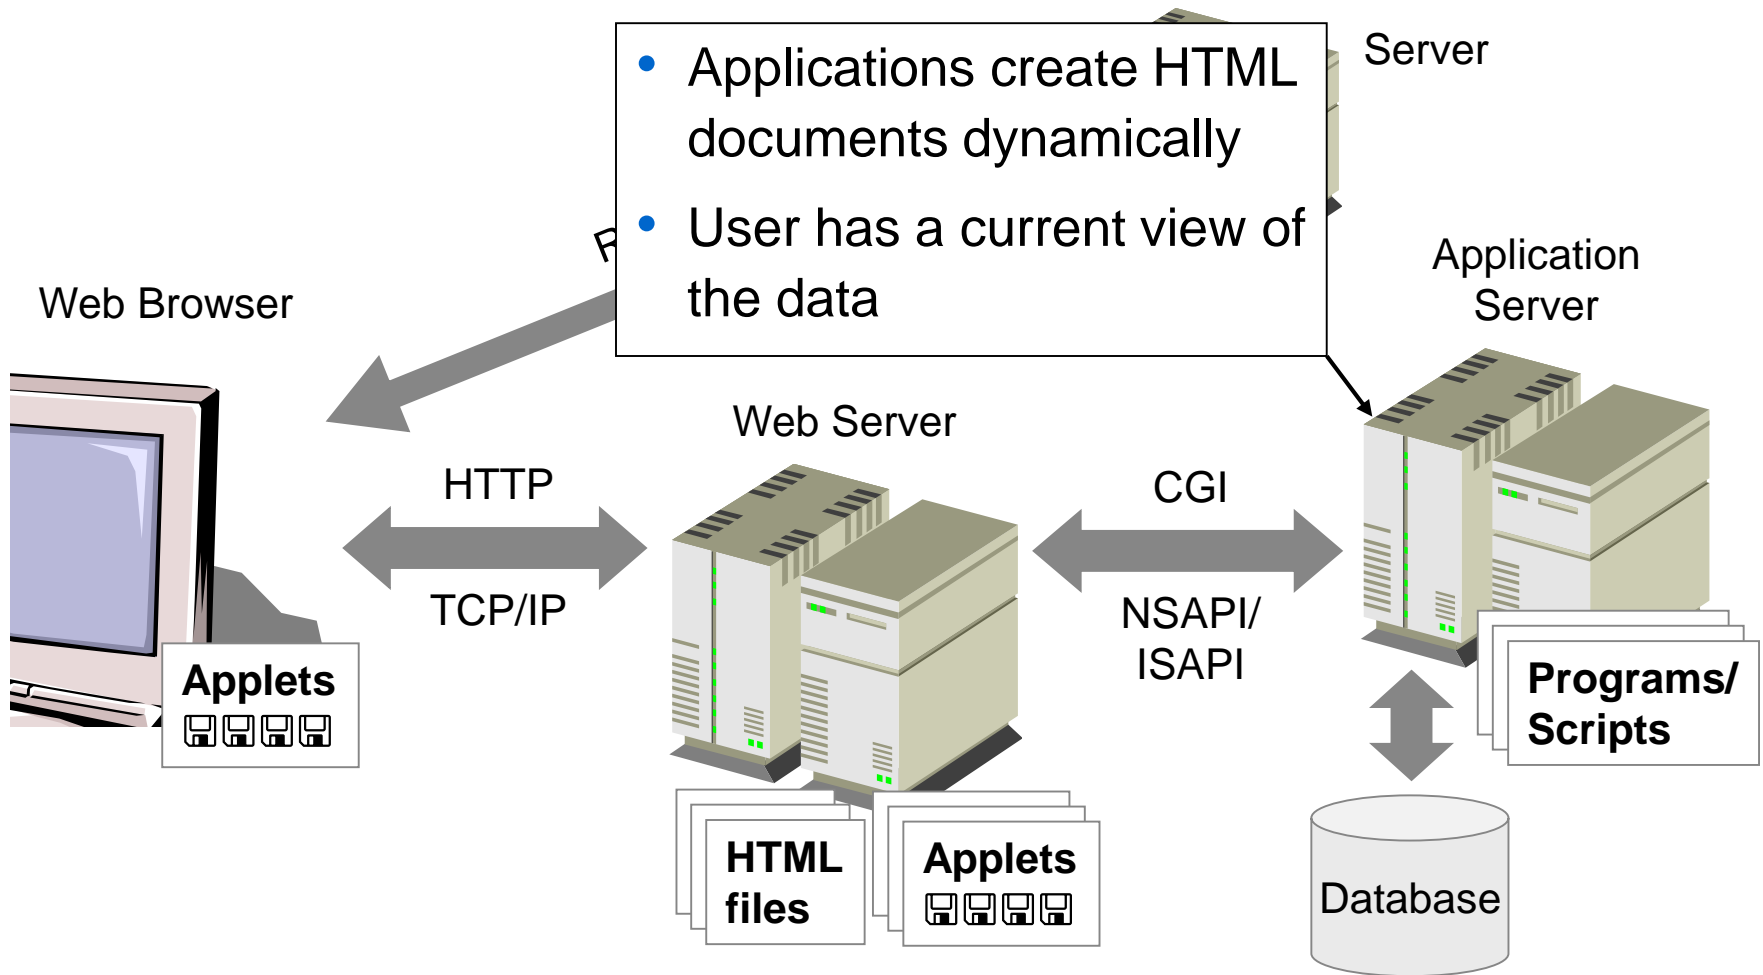 • Applications create HTML
documents dynamically
• User has a current view of
the data
Server
Application
Server
Web Browser
Web Server
HTTP
TCP/IP
CGI
NSAPI/
ISAPI
Applets
Programs/
Scripts
HTML
files
Applets
Database